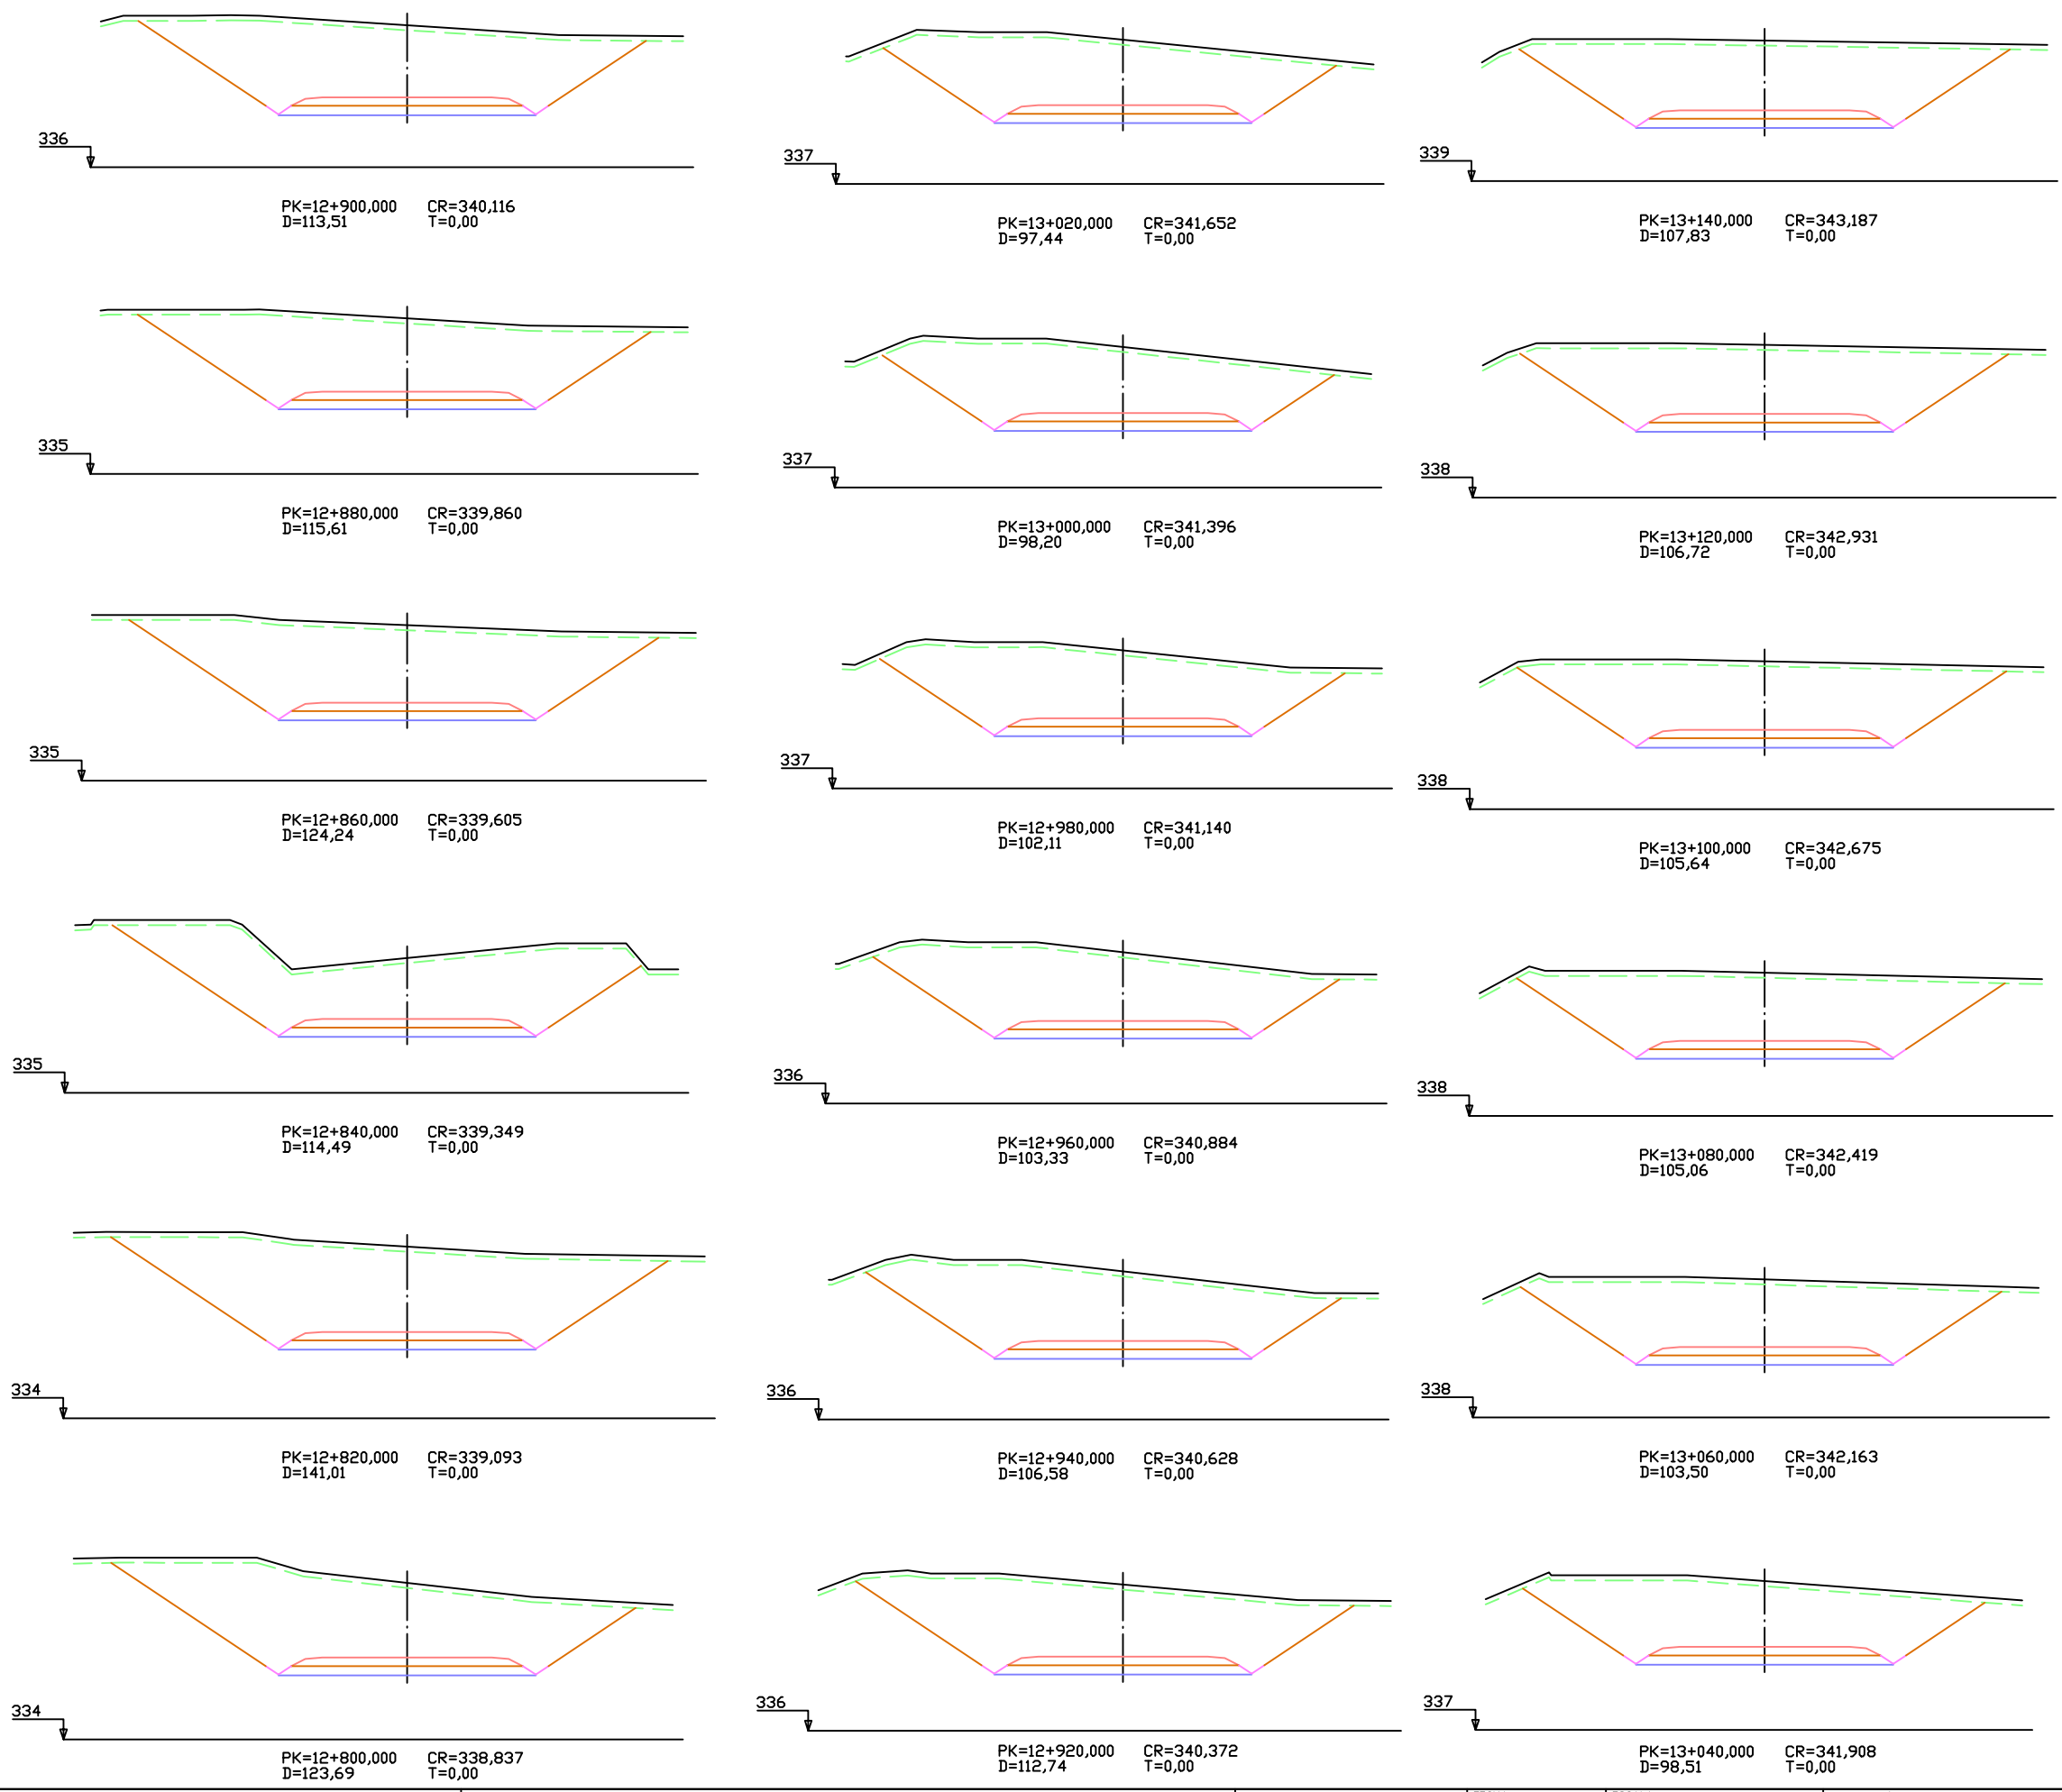 336
PK=12+900,000 CR=340,116
D=113,51 T=0,00
335
PK=12+880,000 CR=339,860
D=115,61 T=0,00
335
PK=12+860,000 CR=339,605
D=124,24 T=0,00
335
PK=12+840,000 CR=339,349
D=114,49 T=0,00
334
PK=12+820,000 CR=339,093
D=141,01 T=0,00
334
PK=12+800,000 CR=338,837
D=123,69 T=0,00
337
PK=13+020,000 CR=341,652
D=97,44 T=0,00
337
PK=13+000,000 CR=341,396
D=98,20 T=0,00
337
PK=12+980,000 CR=341,140
D=102,11 T=0,00
336
PK=12+960,000 CR=340,884
D=103,33 T=0,00
336
PK=12+940,000 CR=340,628
D=106,58 T=0,00
336
PK=12+920,000 CR=340,372
D=112,74 T=0,00
339
PK=13+140,000 CR=343,187
D=107,83 T=0,00
338
PK=13+120,000 CR=342,931
D=106,72 T=0,00
338
PK=13+100,000 CR=342,675
D=105,64 T=0,00
338
PK=13+080,000 CR=342,419
D=105,06 T=0,00
338
PK=13+060,000 CR=342,163
D=103,50 T=0,00
337
PK=13+040,000 CR=341,908
D=98,51 T=0,00